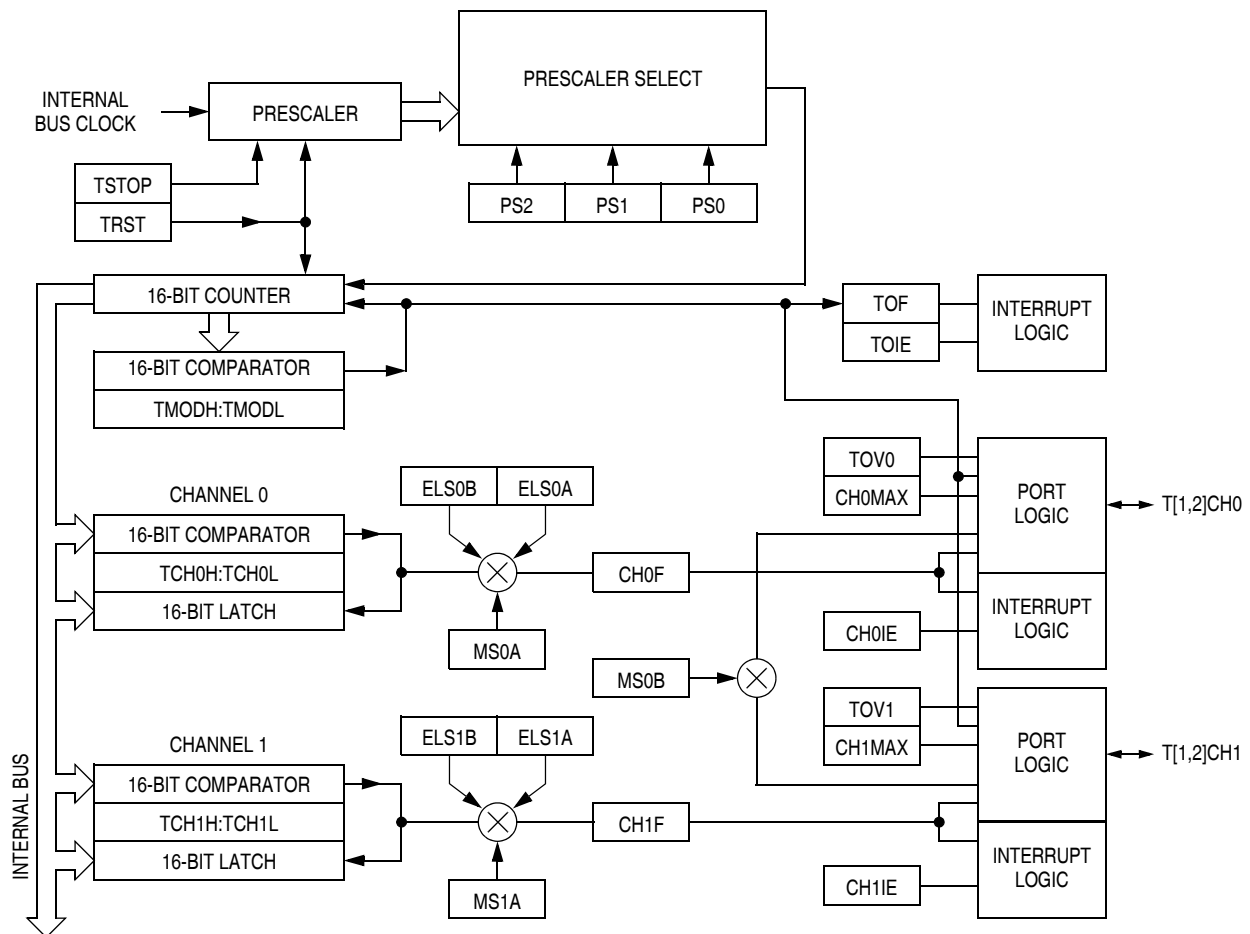 PRESCALER SELECT
INTERNAL
BUS CLOCK
PRESCALER
TSTOP
TRST
PS2
PS1
PS0
16-BIT COUNTER
TOF
TOIE
INTERRUPT
LOGIC
16-BIT COMPARATOR
TMODH:TMODL
CHANNEL 0
ELS0B
ELS0A
TOV0
CH0MAX
PORT
LOGIC
T[1,2]CH0
16-BIT COMPARATOR
TCH0H:TCH0L
16-BIT LATCH
CH0F
MS0A
CH0IE
INTERRUPT
LOGIC
MS0B
CHANNEL 1
ELS1B
ELS1A
TOV1
CH1MAX
PORT
LOGIC
T[1,2]CH1
16-BIT COMPARATOR
TCH1H:TCH1L
16-BIT LATCH
CH1F
MS1A
CH1IE
INTERRUPT
LOGIC
INTERNAL BUS